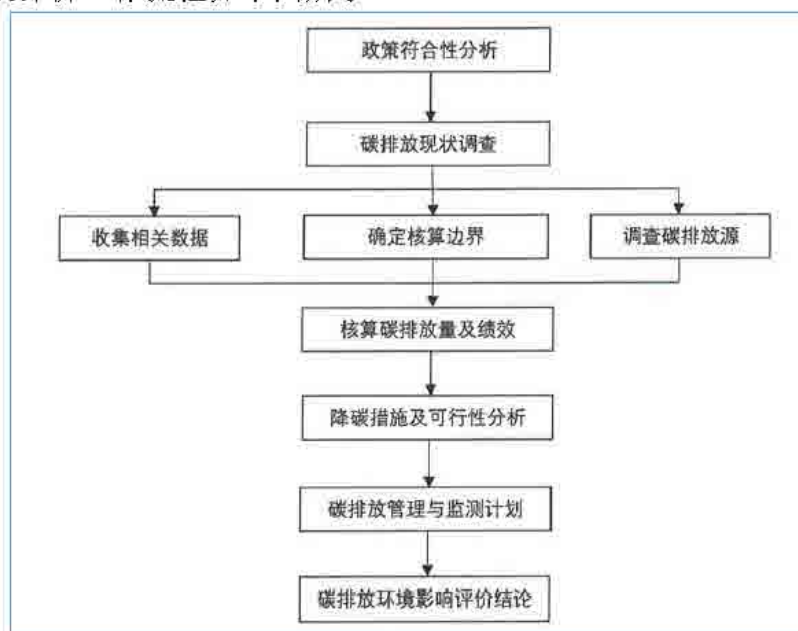 政策符合性分析
碳排放现状调查
收集相关数据
确定核算边界
调查碳排放源
核算碳排放量及绩效
降碳措施及可行性分析
碳排放管理与监测计划
碳排放环境影响评价结论